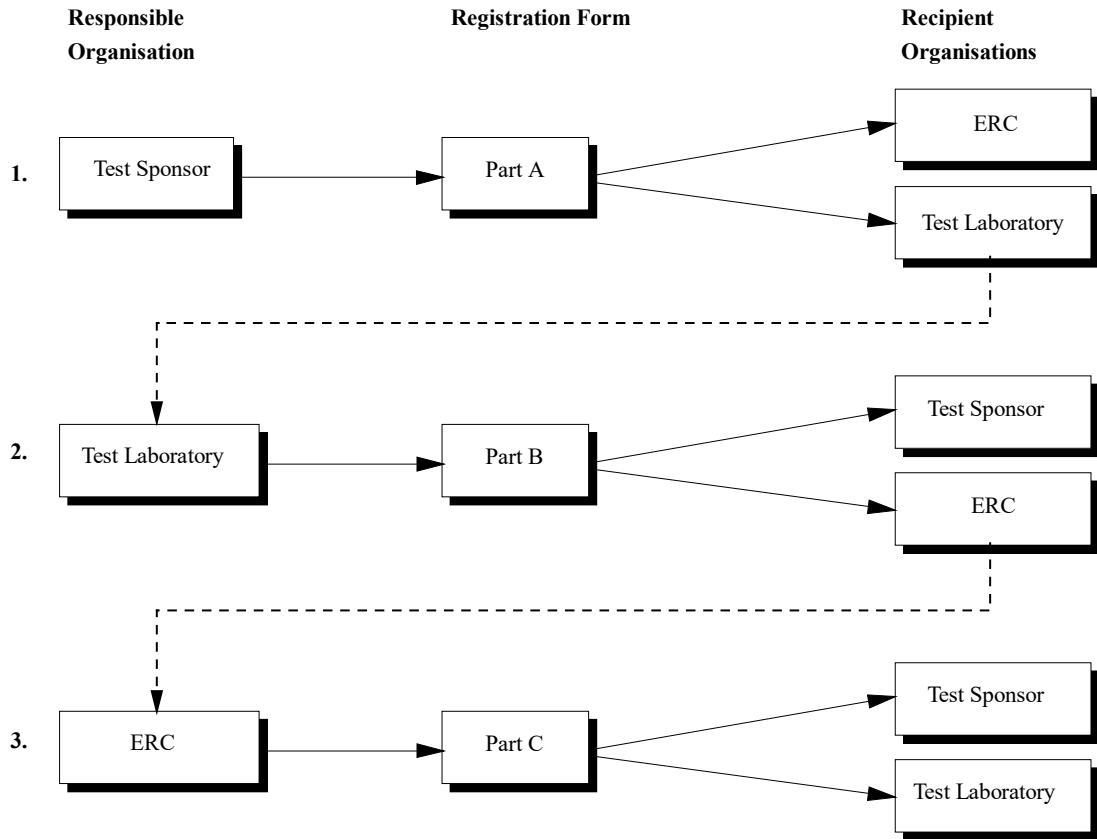 Responsible
Organisation
Registration Form
Recipient
Organisations
ERC
1.
Test Sponsor
Part A
Test Laboratory
Test Sponsor
2.
Test Laboratory
Part B
ERC
Test Sponsor
3.
ERC
Part C
Test Laboratory